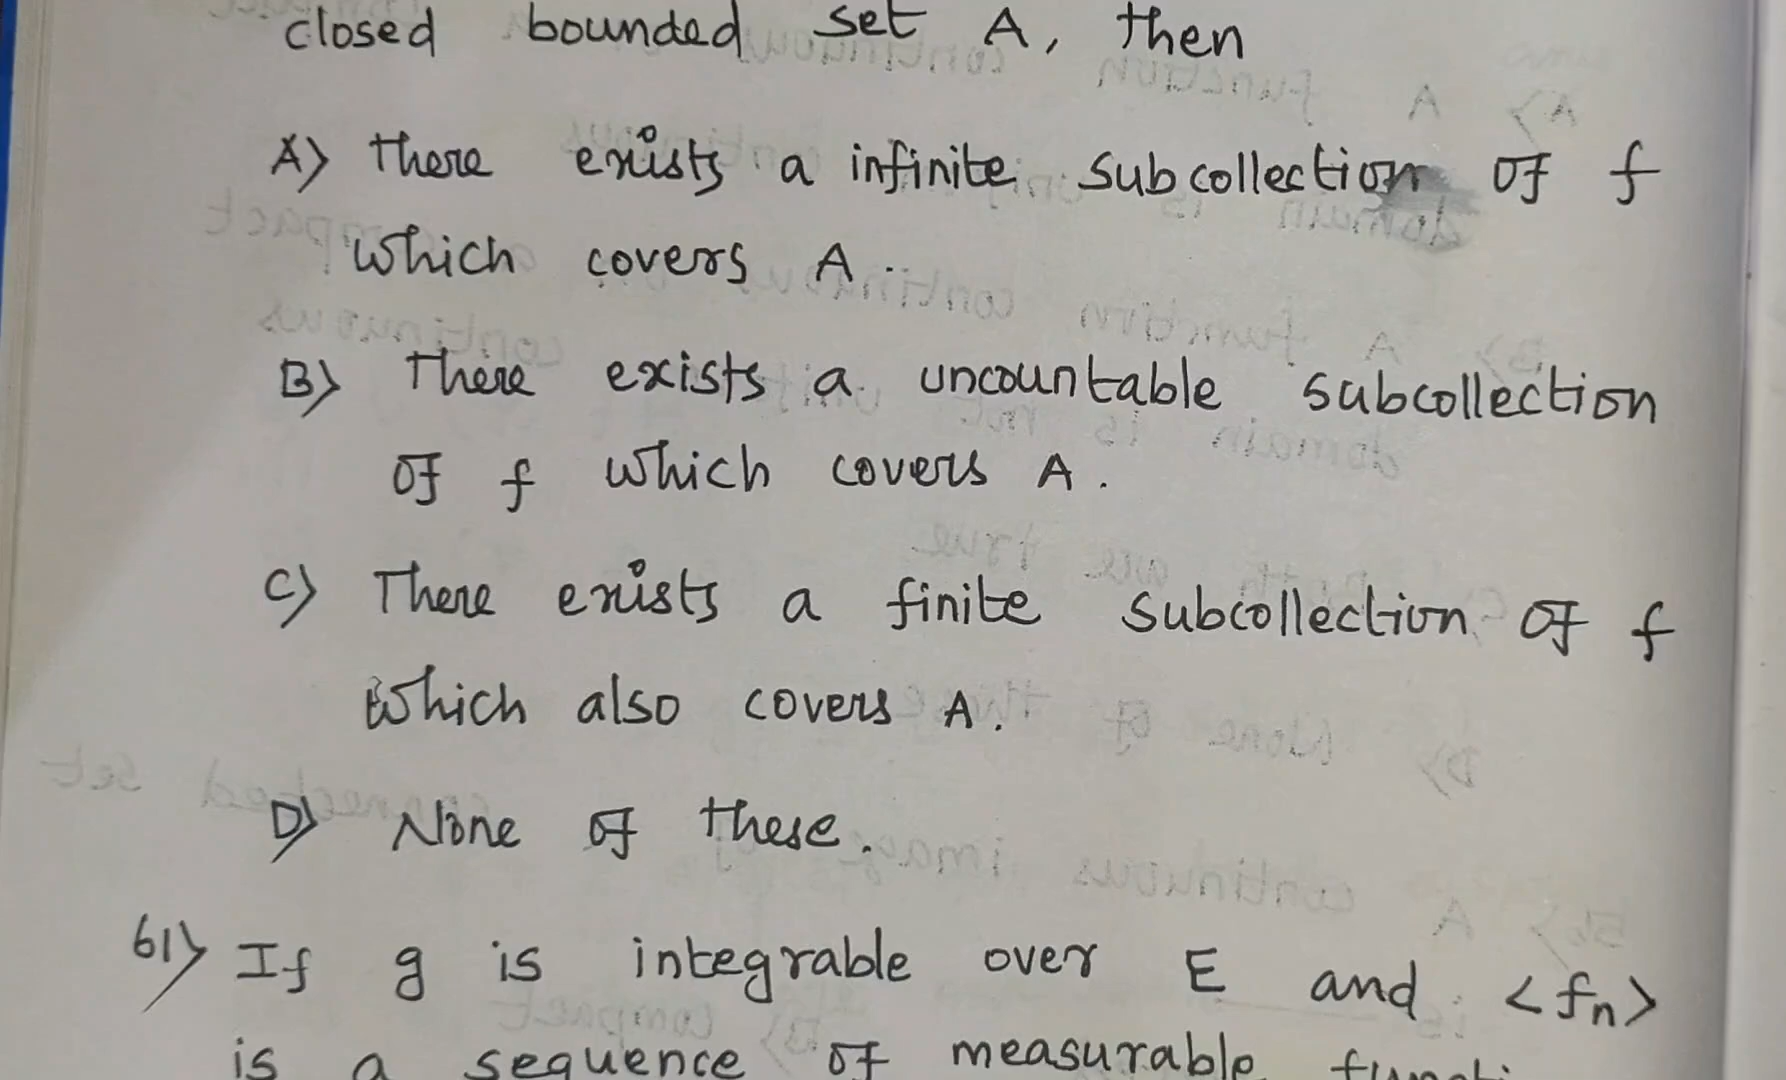 closed bounded set A, then
A) There exists a infinite subcollection of f
which covers A.
B) There exists a uncountable subcollection
of f which covers A.
C) There exists a finite subcollection of f
which also covers A.
D) None of these.
61) If g is integrable over E and <fn>
is a sequence of measurable